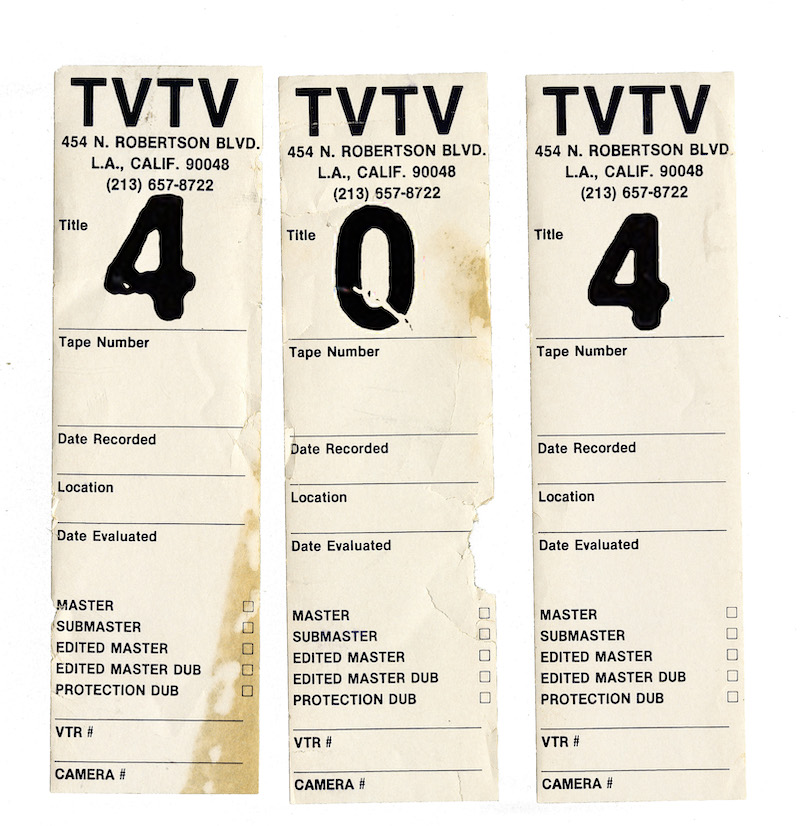 TVTV
454 N. ROBERTSON BLVD.
L.A., CALIF. 90048
(213) 657-8722
Title
4
Tape Number
Date Recorded
Location
Date Evaluated
MASTER
SUBMASTER
EDITED MASTER
EDITED MASTER DUB
PROTECTION DUB
VTR #
CAMERA #
TVTV
454 N. ROBERTSON BLVD.
L.A., CALIF. 90048
(213) 657-8722
Title
0
Tape Number
Date Recorded
Location
Date Evaluated
MASTER
SUBMASTER
EDITED MASTER
EDITED MASTER DUB
PROTECTION DUB
VTR #
CAMERA #
TVTV
454 N. ROBERTSON BLVD.
L.A., CALIF. 90048
(213) 657-8722
Title
4
Tape Number
Date Recorded
Location
Date Evaluated
MASTER
SUBMASTER
EDITED MASTER
EDITED MASTER DUB
PROTECTION DUB
VTR #
CAMERA #